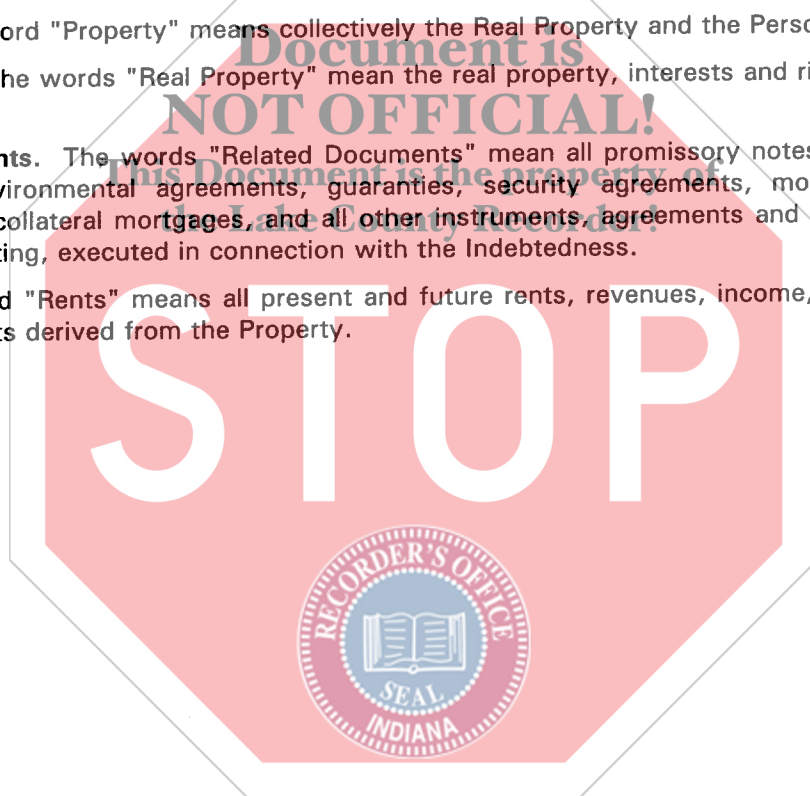 ord "Property" means collectively the Real Property and the Perso
Document is
he words "Real Property" mean the real property, interests and ri
NOT OFFICIAL!
nts. The words "Related Documents" mean all promissory notes
This Document is the property of
vironmental agreements, guaranties, security agreements, mo
collateral mortgages, and all other instruments, agreements and
the Lake County Recorder!
ting, executed in connection with the Indebtedness.
d "Rents" means all present and future rents, revenues, income,
ts derived from the Property.
STOP
RECORDER'S OFFICE
SEAL
INDIANA